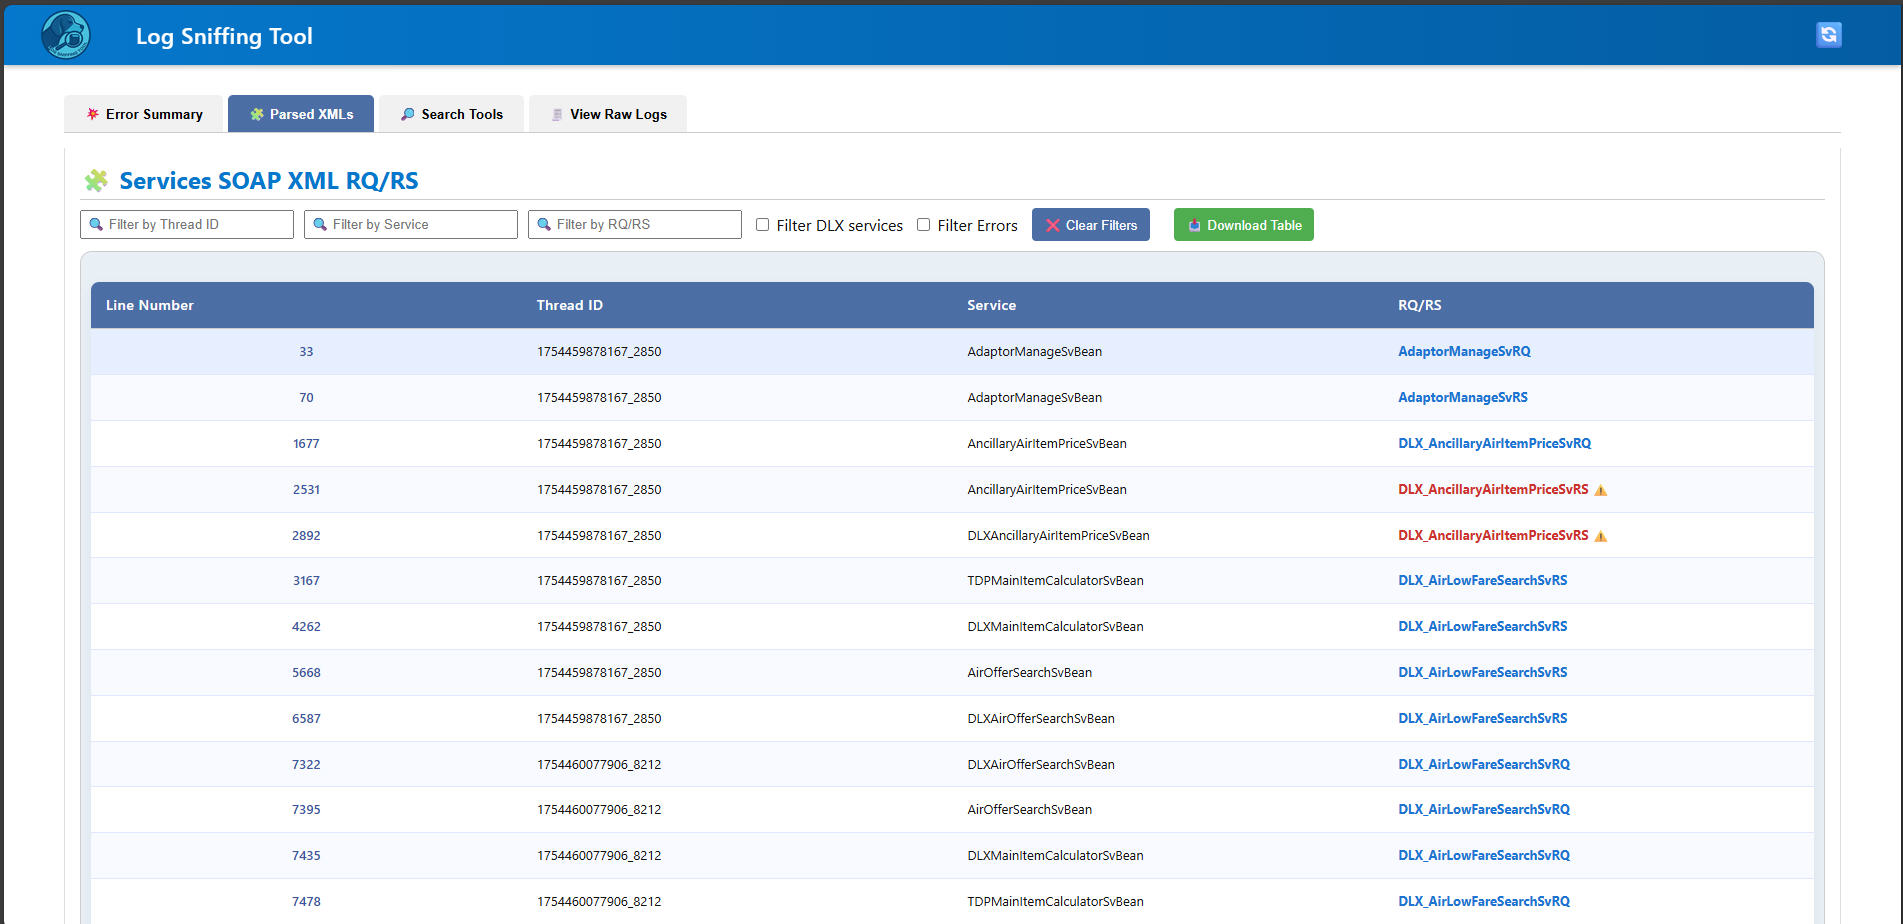 Log Sniffing Tool
Error Summary
Parsed XMLs
Search Tools
View Raw Logs
Services SOAP XML RQ/RS
Filter by Thread ID
Filter by Service
Filter by RQ/RS
Filter DLX services
Filter Errors
Clear Filters
Download Table
Line Number Thread ID Service RQ/RS
33 1754459878167_2850 AdaptorManageSvBean AdaptorManageSvRQ
70 1754459878167_2850 AdaptorManageSvBean AdaptorManageSvRS
1677 1754459878167_2850 AncillaryAirItemPriceSvBean DLX_AncillaryAirItemPriceSvRQ
2531 1754459878167_2850 AncillaryAirItemPriceSvBean DLX_AncillaryAirItemPriceSvRS
2892 1754459878167_2850 DLXAncillaryAirItemPriceSvBean DLX_AncillaryAirItemPriceSvRS
3167 1754459878167_2850 TDPMainItemCalculatorSvBean DLX_AirLowFareSearchSvRS
4262 1754459878167_2850 DLXMainItemCalculatorSvBean DLX_AirLowFareSearchSvRS
5668 1754459878167_2850 AirOfferSearchSvBean DLX_AirLowFareSearchSvRS
6587 1754459878167_2850 DLXAirOfferSearchSvBean DLX_AirLowFareSearchSvRS
7322 1754460077906_8212 DLXAirOfferSearchSvBean DLX_AirLowFareSearchSvRQ
7395 1754460077906_8212 AirOfferSearchSvBean DLX_AirLowFareSearchSvRQ
7435 1754460077906_8212 DLXMainItemCalculatorSvBean DLX_AirLowFareSearchSvRQ
7478 1754460077906_8212 TDPMainItemCalculatorSvBean DLX_AirLowFareSearchSvRQ